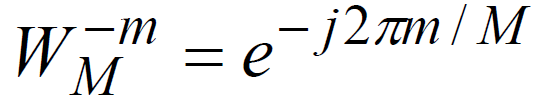 W_M^{-m} = e^{-j2πm/M}